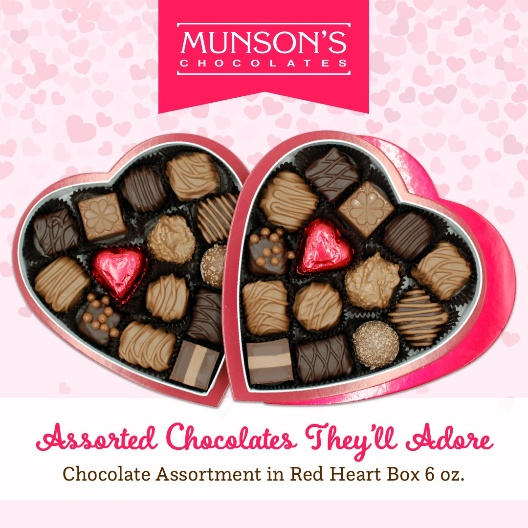 MUNSON'S
CHOCOLATES
Assorted Chocolates They'll Adore
Chocolate Assortment in Red Heart Box 6 oz.